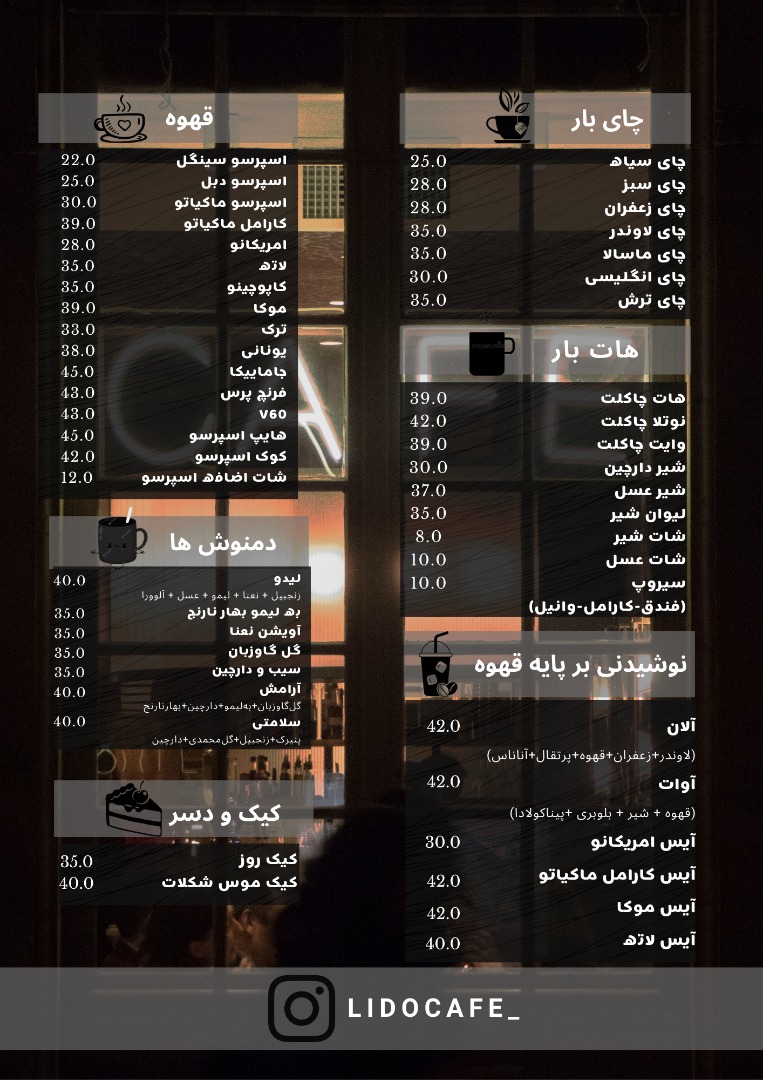 چای بار
چای سیاه 25.0
چای سبز 28.0
چای زعفران 28.0
چای لاوندر 35.0
چای ماسالا 35.0
چای انگلیسی 30.0
چای ترش 35.0
هات بار
هات چاکلت 39.0
نوتلا چاکلت 42.0
وایت چاکلت 39.0
شیر دارچین 30.0
شیر عسل 37.0
لیوان شیر 35.0
شات شیر 8.0
شات عسل 10.0
سیروپ 10.0
(فندق-کارامل-وانیل)
نوشیدنی بر پایه قهوه
آلان 42.0
(لاوندر+زعفران+قهوه+پرتقال+آناناس)
آوات 42.0
(قهوه + شیر + بلوبری +پیناکولادا)
آیس امریکانو 30.0
آیس کارامل ماکیاتو 42.0
آیس موکا 42.0
آیس لاته 40.0
قهوه
اسپرسو سینگل 22.0
اسپرسو دبل 25.0
اسپرسو ماکیاتو 30.0
کارامل ماکیاتو 39.0
امریکانو 28.0
لاته 35.0
کاپوچینو 35.0
موکا 39.0
ترک 33.0
یونانی 38.0
جاماییکا 45.0
فرنچ پرس 43.0
V60 43.0
هایپ اسپرسو 45.0
کوک اسپرسو 42.0
شات اضافه اسپرسو 12.0
دمنوش ها
لیدو 40.0
زنجبیل + نعنا + لیمو + عسل + آلوورا
به لیمو بهار نارنج 35.0
آویشن نعنا 35.0
گل گاوزبان 35.0
سیب و دارچین 35.0
آرامش 40.0
گل‌گاوزبان+به‌لیمو+دارچین+بهارنارنج
سلامتی 40.0
پنیرک+زنجبیل+گل‌محمدی+دارچین
کیک و دسر
کیک روز 35.0
کیک موس شکلات 40.0
CAFE
LIDOCAFE_